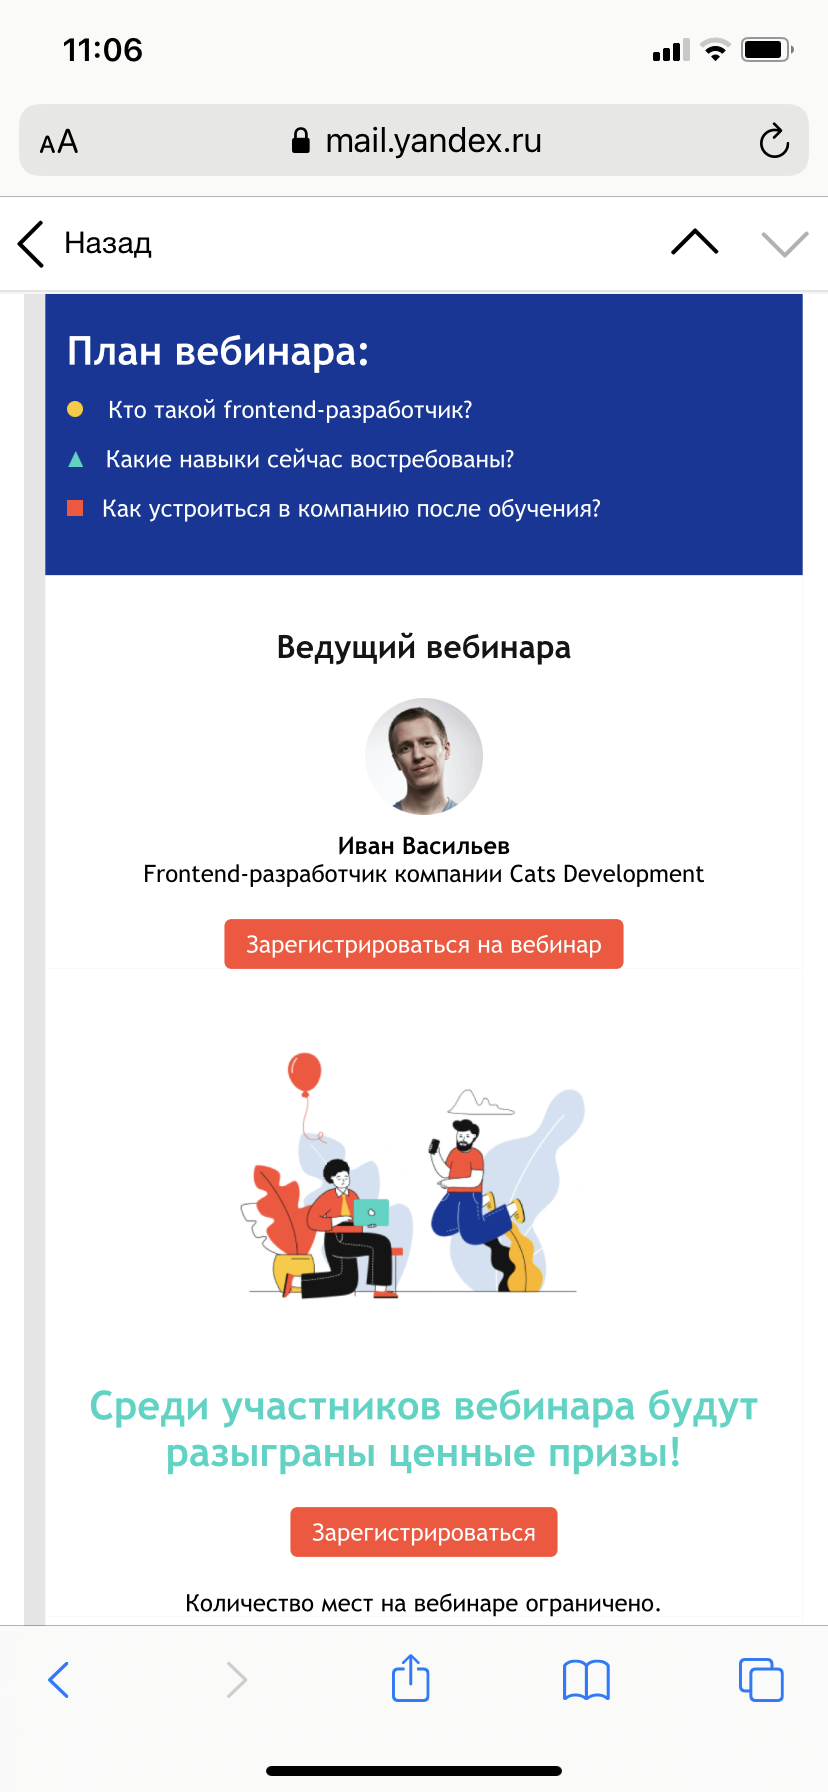 11:06
AA
mail.yandex.ru
Назад
План вебинара:
Кто такой frontend-разработчик?
Какие навыки сейчас востребованы?
Как устроиться в компанию после обучения?
Ведущий вебинара
Иван Васильев
Frontend-разработчик компании Cats Development
Зарегистрироваться на вебинар
Среди участников вебинара будут
разыграны ценные призы!
Зарегистрироваться
Количество мест на вебинаре ограничено.